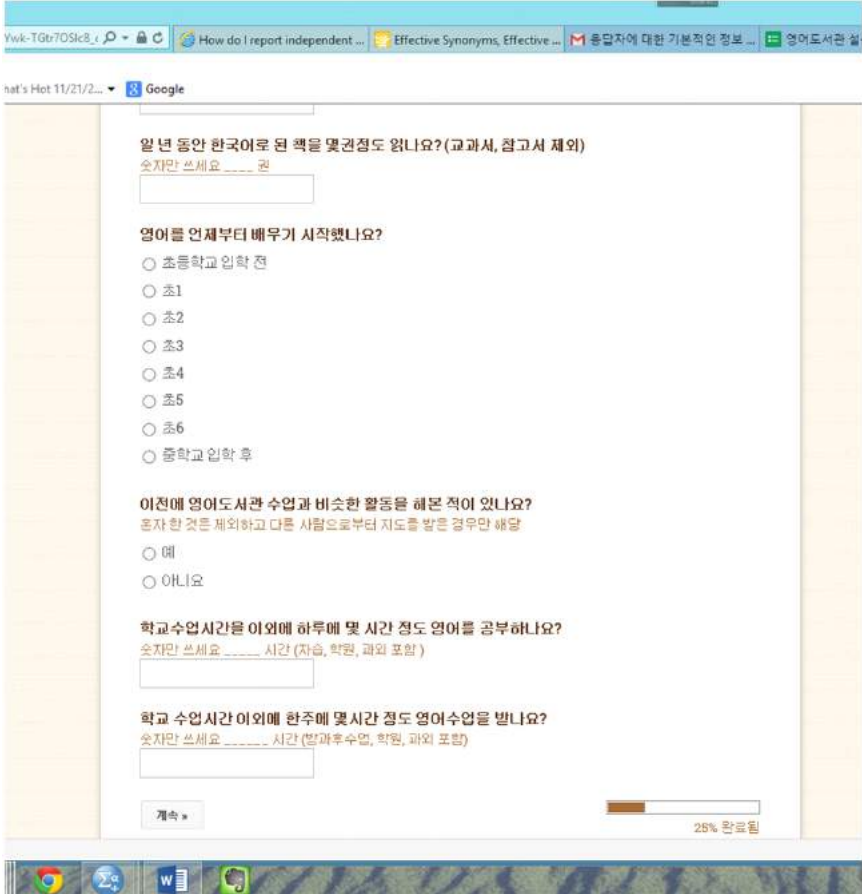 Ywk-TGtr7OSlc8_
How do I report independent ...
Effective Synonyms, Effective ...
응답자에 대한 기본적인 정보 ...
영어도서관 설
hat's Hot 11/21/2...
Google
일 년 동안 한국어로 된 책을 몇권정도 읽나요? (교과서, 참고서 제외)
숫자만 쓰세요 ____ 권
영어를 언제부터 배우기 시작했나요?
초등학교 입학 전
초1
초2
초3
초4
초5
초6
중학교 입학 후
이전에 영어도서관 수업과 비슷한 활동을 해본 적이 있나요?
혼자 한 것은 제외하고 다른 사람으로부터 지도를 받은 경우만 해당
예
아니요
학교수업시간을 이외에 하루에 몇 시간 정도 영어를 공부하나요?
숫자만 쓰세요 _____ 시간 (자습, 학원, 과외 포함 )
학교 수업시간 이외에 한주에 몇시간 정도 영어수업을 받나요?
숫자만 쓰세요 ______ 시간 (방과후수업, 학원, 과외 포함)
계속 »
25% 완료됨